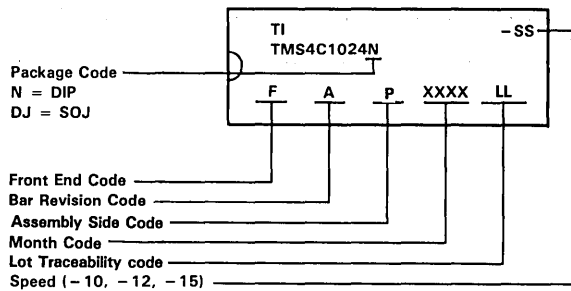 TI
-SS
TMS4C1024N
Package Code
N = DIP
DJ = SOJ
F A P XXXX LL
Front End Code
Bar Revision Code
Assembly Side Code
Month Code
Lot Traceability code
Speed (-10, -12, -15)